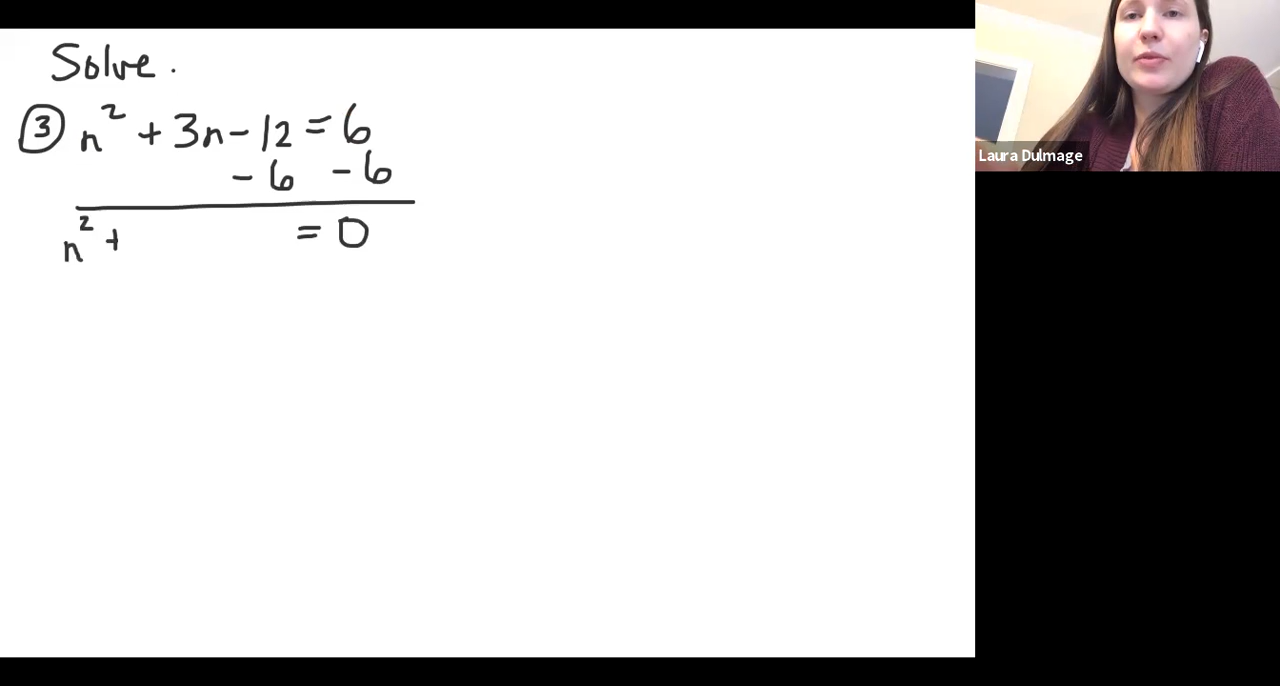 Solve.
③ n² + 3n - 12 = 6
- 6 - 6
n² + = 0
Laura Dulmage